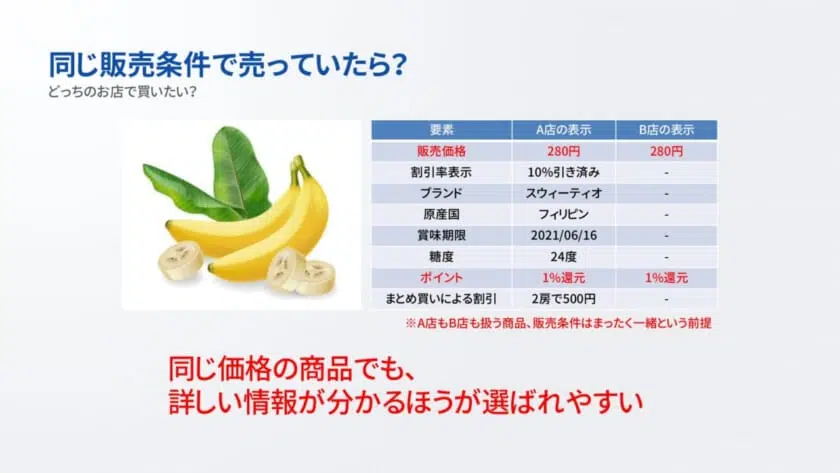 同じ販売条件で売っていたら?
どっちのお店で買いたい?
要素 A店の表示 B店の表示
販売価格 280円 280円
割引率表示 10%引き済み -
ブランド スウィーティオ -
原産国 フィリピン -
賞味期限 2021/06/16 -
糖度 24度 -
ポイント 1%還元 1%還元
まとめ買いによる割引 2房で500円 -
※A店もB店も扱う商品、販売条件はまったく一緒という前提
同じ価格の商品でも、
詳しい情報が分かるほうが選ばれやすい